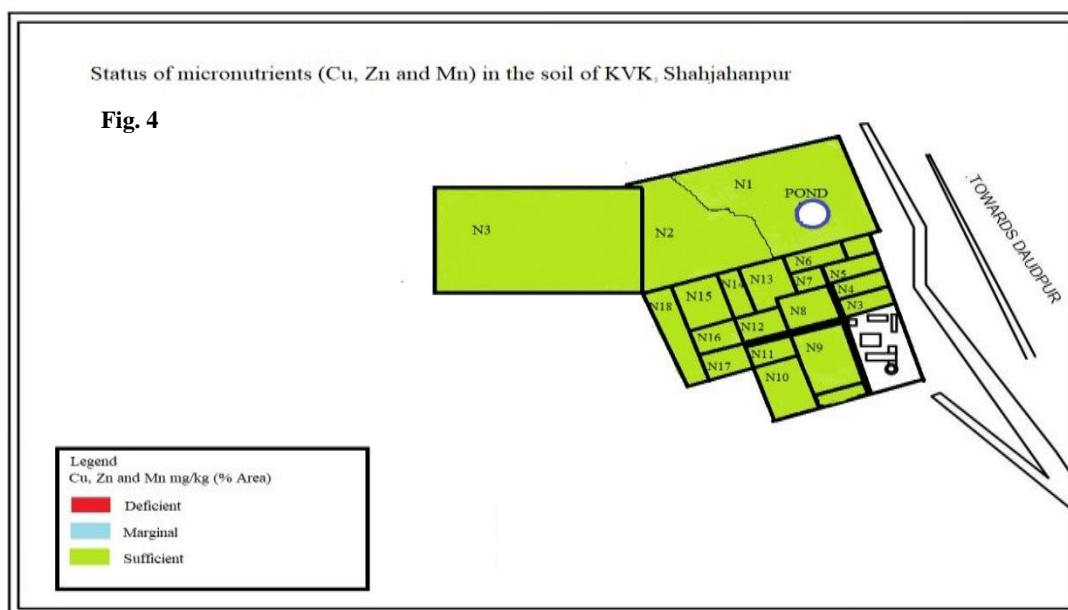 Status of micronutrients (Cu, Zn and Mn) in the soil of KVK, Shahjahanpur
Fig. 4
N1
POND
.TOWARDS DAUDPUR
N3
N2
N6
N5
N13
N7
N14
N4
N15
N3
N18
N8
N12
N16
N9
N11
N17
N10
Legend
Cu, Zn and Mn mg/kg (% Area)
Deficient
Marginal
Sufficient